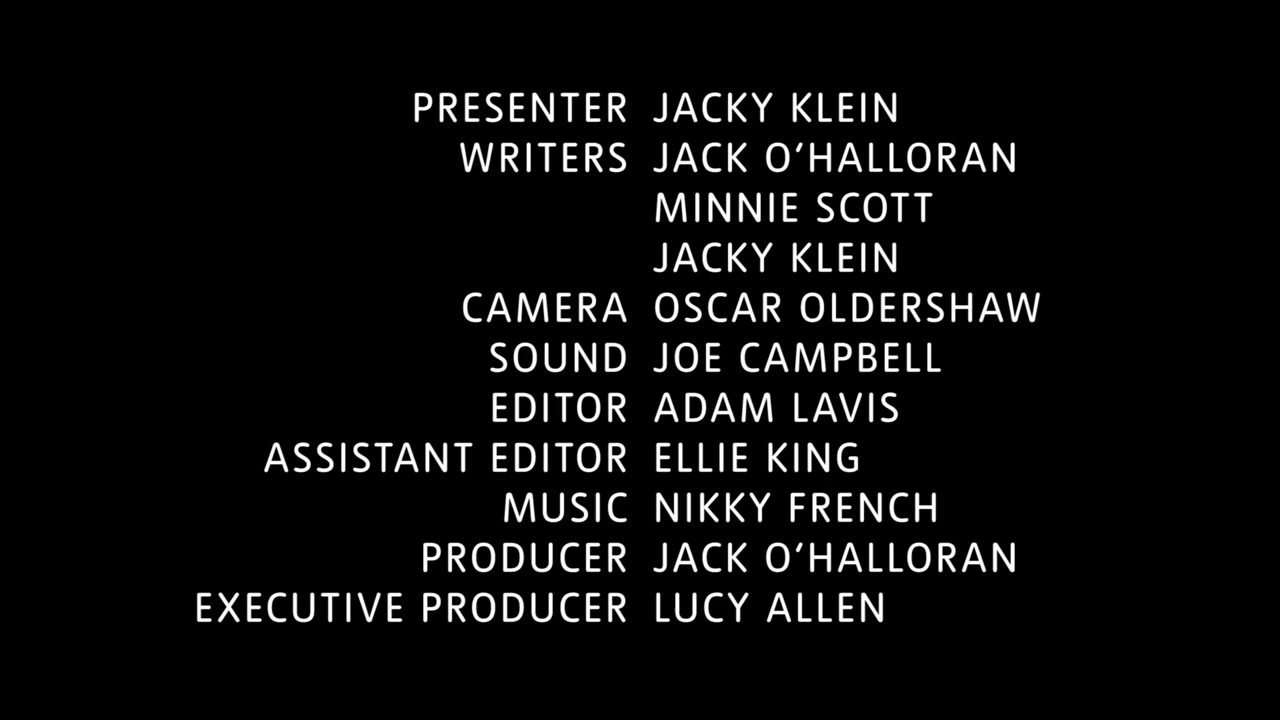 PRESENTER JACKY KLEIN
WRITERS JACK O’HALLORAN
MINNIE SCOTT
JACKY KLEIN
CAMERA OSCAR OLDERSHAW
SOUND JOE CAMPBELL
EDITOR ADAM LAVIS
ASSISTANT EDITOR ELLIE KING
MUSIC NIKKY FRENCH
PRODUCER JACK O’HALLORAN
EXECUTIVE PRODUCER LUCY ALLEN